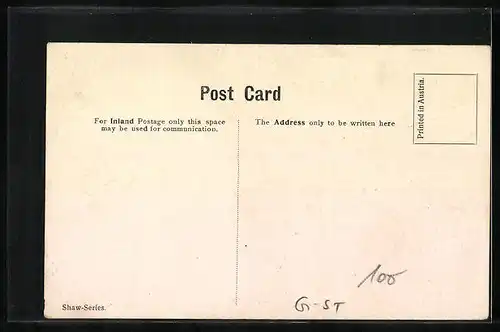 Post Card
For Inland Postage only this space
may be used for communication.
The Address only to be written here
Printed in Austria.
Shaw-Series.
100
G-ST